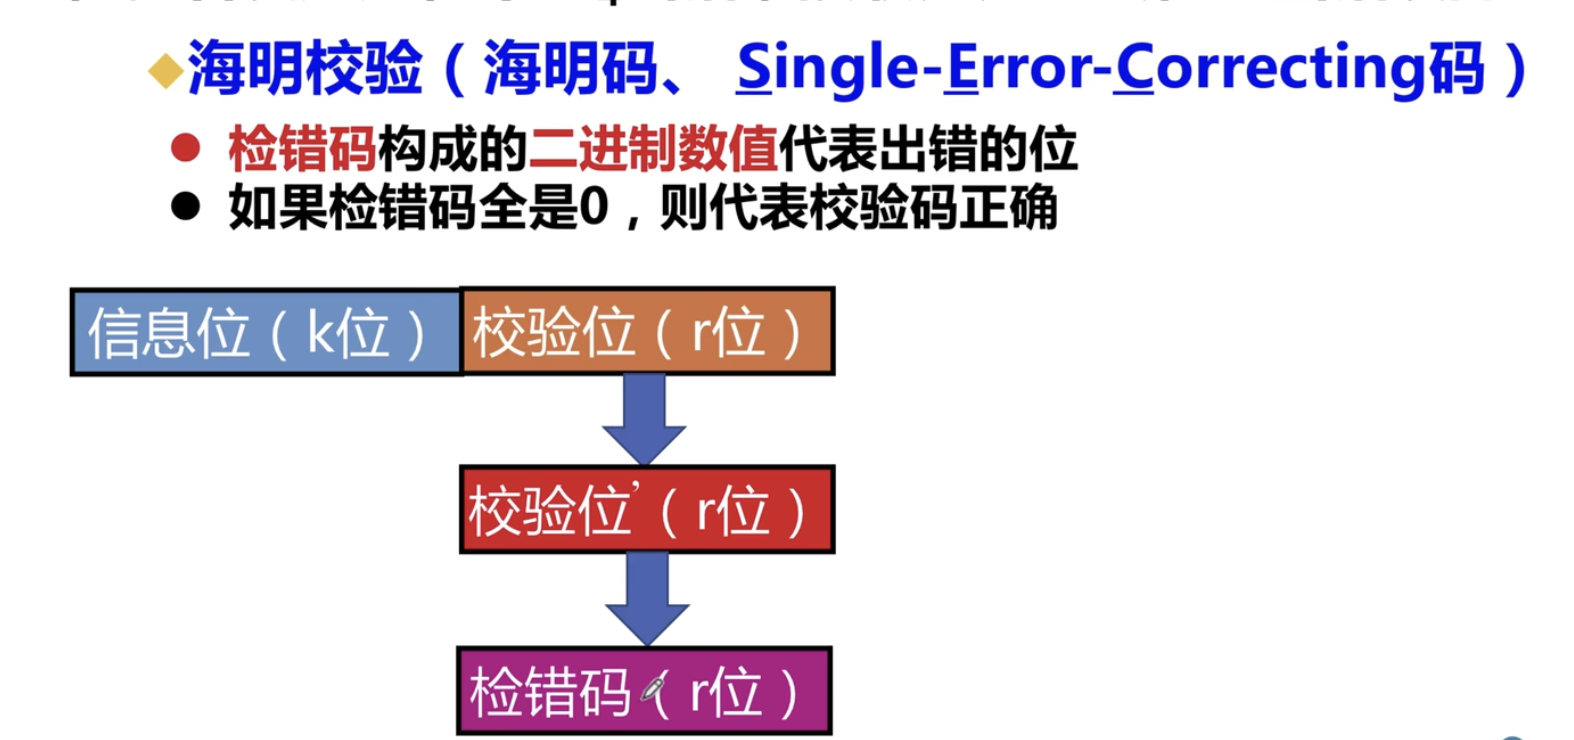 海明校验（海明码、 Single-Error-Correcting码）
检错码构成的二进制数值代表出错的位
如果检错码全是0，则代表校验码正确
信息位（k位） 校验位（r位）
校验位’（r位）
检错码（r位）